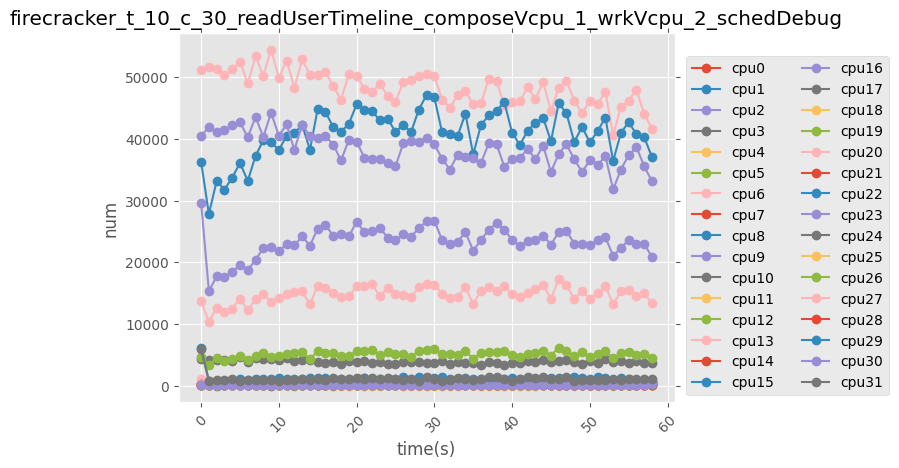 firecracker_t_10_c_30_readUserTimeline_composeVcpu_1_wrkVcpu_2_schedDebug
num
50000
40000
30000
20000
10000
0
0
10
20
30
40
50
60
time(s)
cpu0
cpu1
cpu2
cpu3
cpu4
cpu5
cpu6
cpu7
cpu8
cpu9
cpu10
cpu11
cpu12
cpu13
cpu14
cpu15
cpu16
cpu17
cpu18
cpu19
cpu20
cpu21
cpu22
cpu23
cpu24
cpu25
cpu26
cpu27
cpu28
cpu29
cpu30
cpu31